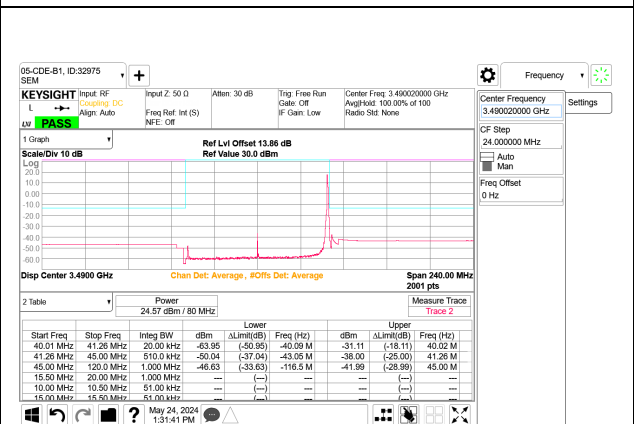 05-CDE-B1, ID:32975
SEM
Frequency
KEYSIGHT Input: RF Input Z: 50 Ω Atten: 30 dB Trig: Free Run Center Freq: 3.490020000 GHz
L Coupling: DC Gate: Off Avg|Hold: 100.00% of 100
Align: Auto Freq Ref: Int (S) IF Gain: Low Radio Std: None
LXI PASS NFE: Off
Center Frequency
3.490020000 GHz
Settings
CF Step
24.000000 MHz
Auto
Man
Freq Offset
0 Hz
1 Graph
Ref Lvl Offset 13.86 dB
Scale/Div 10 dB Ref Value 30.0 dBm
Log
20.0
10.0
0.00
-10.0
-20.0
-30.0
-40.0
-50.0
-60.0
Disp Center 3.4900 GHz Chan Det: Average , #Offs Det: Average Span 240.00 MHz
2001 pts
2 Table Power Measure Trace
24.57 dBm / 80 MHz Trace 2
Lower Upper
Start Freq Stop Freq Integ BW dBm ΔLimit(dB) Freq (Hz) dBm ΔLimit(dB) Freq (Hz)
40.01 MHz 41.26 MHz 20.00 kHz -63.95 (-50.95) -40.09 M -31.11 (-18.11) 40.02 M
41.26 MHz 45.00 MHz 510.0 kHz -50.04 (-37.04) -43.05 M -38.00 (-25.00) 41.26 M
45.00 MHz 120.0 MHz 1.000 MHz -46.63 (-33.63) -116.5 M -41.99 (-28.99) 45.00 M
15.50 MHz 20.00 MHz 1.000 MHz --- (---) --- --- (---) ---
10.00 MHz 10.50 MHz 51.00 kHz --- (---) --- --- (---) ---
15.00 MHz 15.50 MHz 51.00 kHz --- (---) --- --- (---) ---
? May 24, 2024
1:31:41 PM